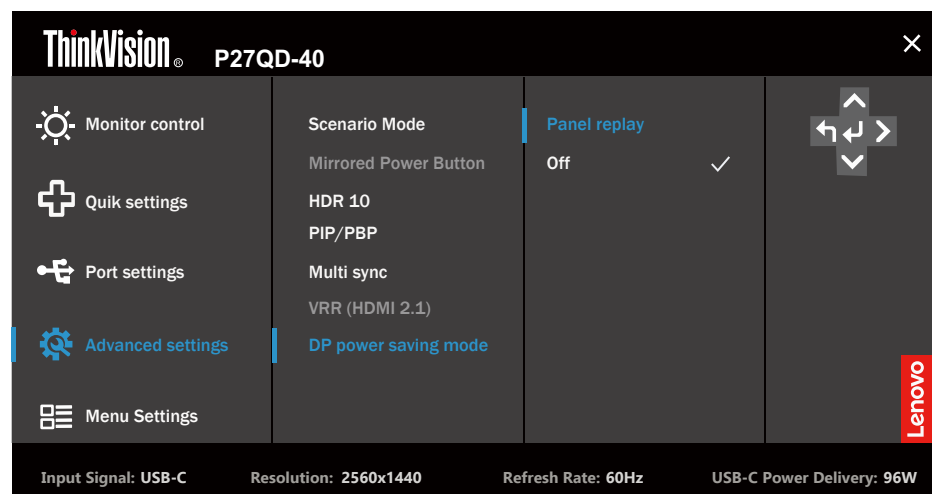 ThinkVision®
P27QD-40
Monitor control
Quik settings
Port settings
Advanced settings
Menu Settings
Scenario Mode
Mirrored Power Button
HDR 10
PIP/PBP
Multi sync
VRR (HDMI 2.1)
DP power saving mode
Panel replay
Off
Lenovo
Input Signal: USB-C
Resolution: 2560x1440
Refresh Rate: 60Hz
USB-C Power Delivery: 96W